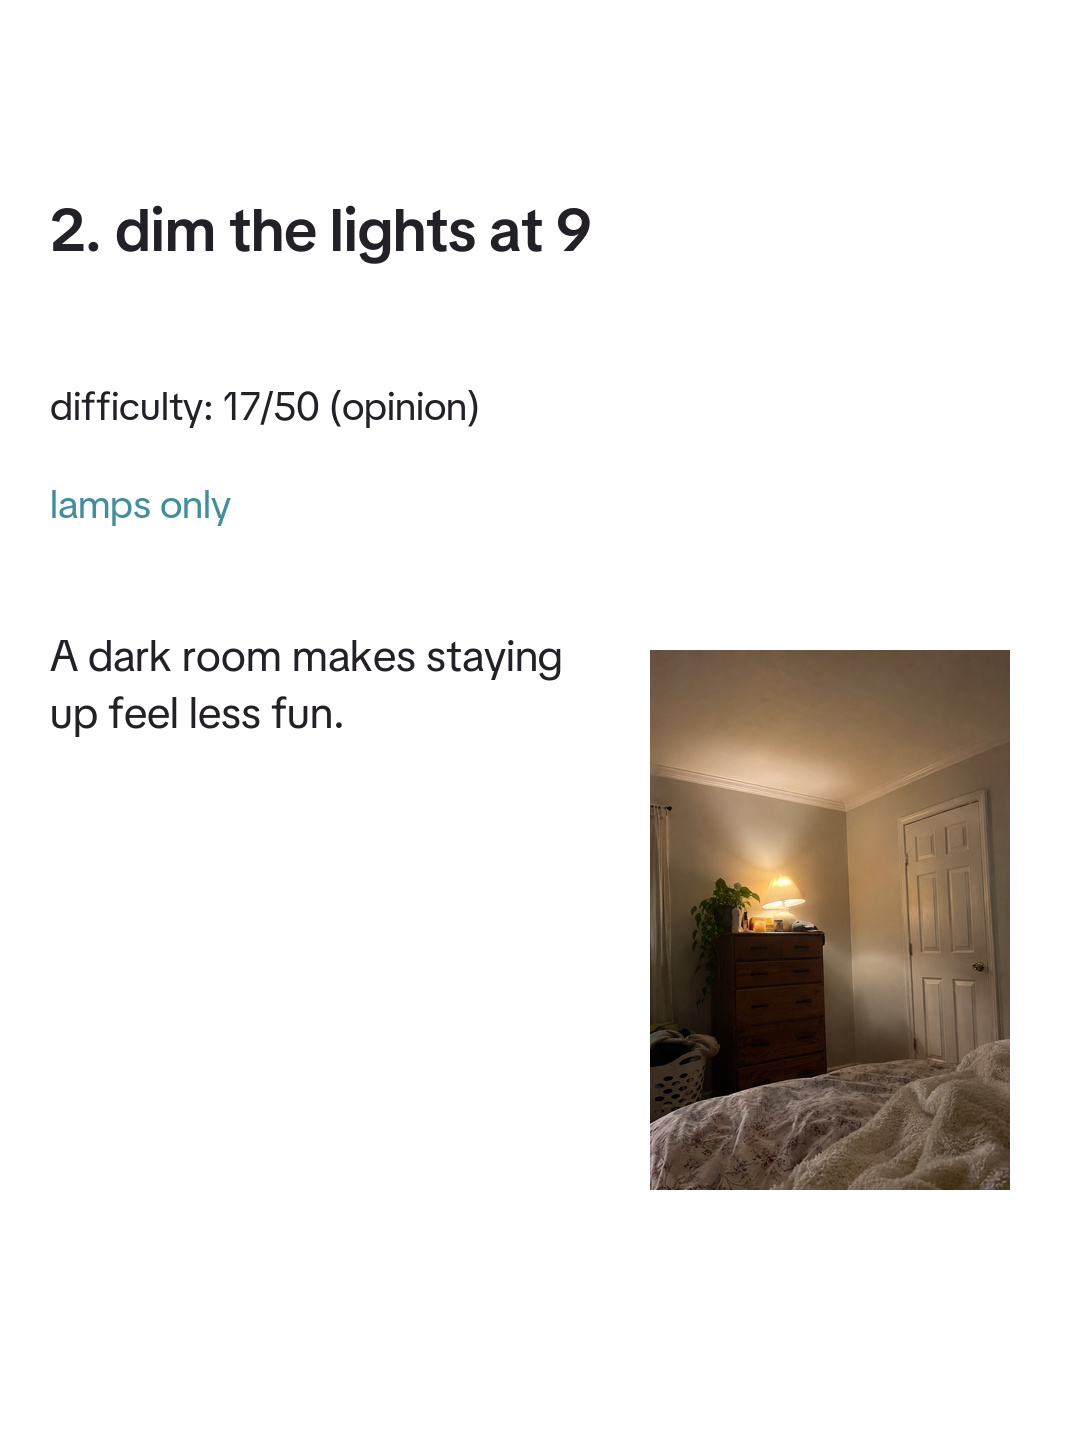 2. dim the lights at 9
difficulty: 17/50 (opinion)
lamps only
A dark room makes staying
up feel less fun.